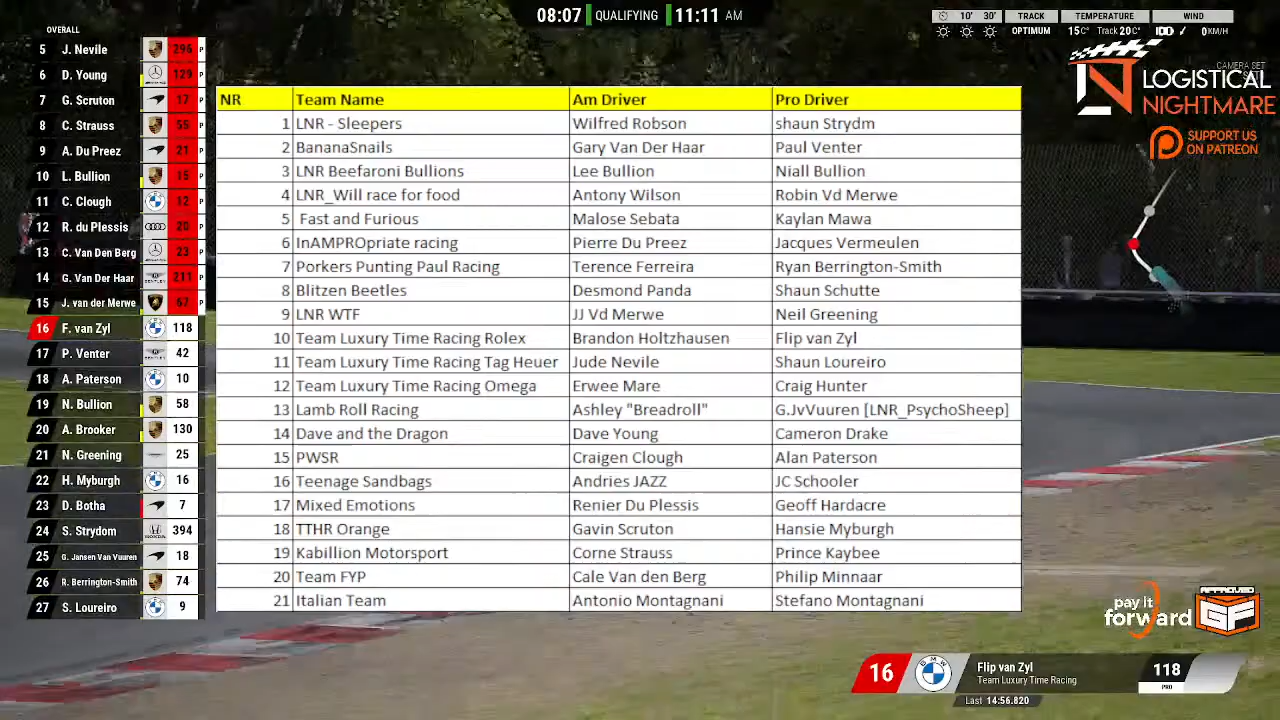 08:07 QUALIFYING 11:11 AM
10' 30' TRACK TEMPERATURE WIND
OPTIMUM 15C° Track 20C° 0KM/H
CAMERA SET
LOGISTICAL
NIGHTMARE
SUPPORT US
ON PATREON
OVERALL
5 J. Nevile 296 P
6 D. Young 129 P
7 G. Scruton 17 P
8 C. Strauss 55 P
9 A. Du Preez 21 P
10 L. Bullion 15 P
11 C. Clough 12 P
12 R. du Plessis 20 P
13 C. Van Den Berg 23 P
14 G. Van Der Haar 211 P
15 J. van der Merwe 67 P
16 F. van Zyl 118
17 P. Venter 42
18 A. Paterson 10
19 N. Bullion 58
20 A. Brooker 130
21 N. Greening 25
22 H. Myburgh 16
23 D. Botha 7
24 S. Strydom 394
25 G. Jansen Van Vuuren 18
26 R. Berrington-Smith 74
27 S. Loureiro 9
NR Team Name Am Driver Pro Driver
1 LNR - Sleepers Wilfred Robson shaun Strydm
2 BananaSnails Gary Van Der Haar Paul Venter
3 LNR Beefaroni Bullions Lee Bullion Niall Bullion
4 LNR_Will race for food Antony Wilson Robin Vd Merwe
5 Fast and Furious Malose Sebata Kaylan Mawa
6 InAMPROpriate racing Pierre Du Preez Jacques Vermeulen
7 Porkers Punting Paul Racing Terence Ferreira Ryan Berrington-Smith
8 Blitzen Beetles Desmond Panda Shaun Schutte
9 LNR WTF JJ Vd Merwe Neil Greening
10 Team Luxury Time Racing Rolex Brandon Holtzhausen Flip van Zyl
11 Team Luxury Time Racing Tag Heuer Jude Nevile Shaun Loureiro
12 Team Luxury Time Racing Omega Erwee Mare Craig Hunter
13 Lamb Roll Racing Ashley "Breadroll" G.JvVuuren [LNR_PsychoSheep]
14 Dave and the Dragon Dave Young Cameron Drake
15 PWSR Craigen Clough Alan Paterson
16 Teenage Sandbags Andries JAZZ JC Schooler
17 Mixed Emotions Renier Du Plessis Geoff Hardacre
18 TTHR Orange Gavin Scruton Hansie Myburgh
19 Kabillion Motorsport Corne Strauss Prince Kaybee
20 Team FYP Cale Van den Berg Philip Minnaar
21 Italian Team Antonio Montagnani Stefano Montagnani
pay it
forward
APPROVED
GF
16 Flip van Zyl 118
Team Luxury Time Racing PRO
Last 14:56.820